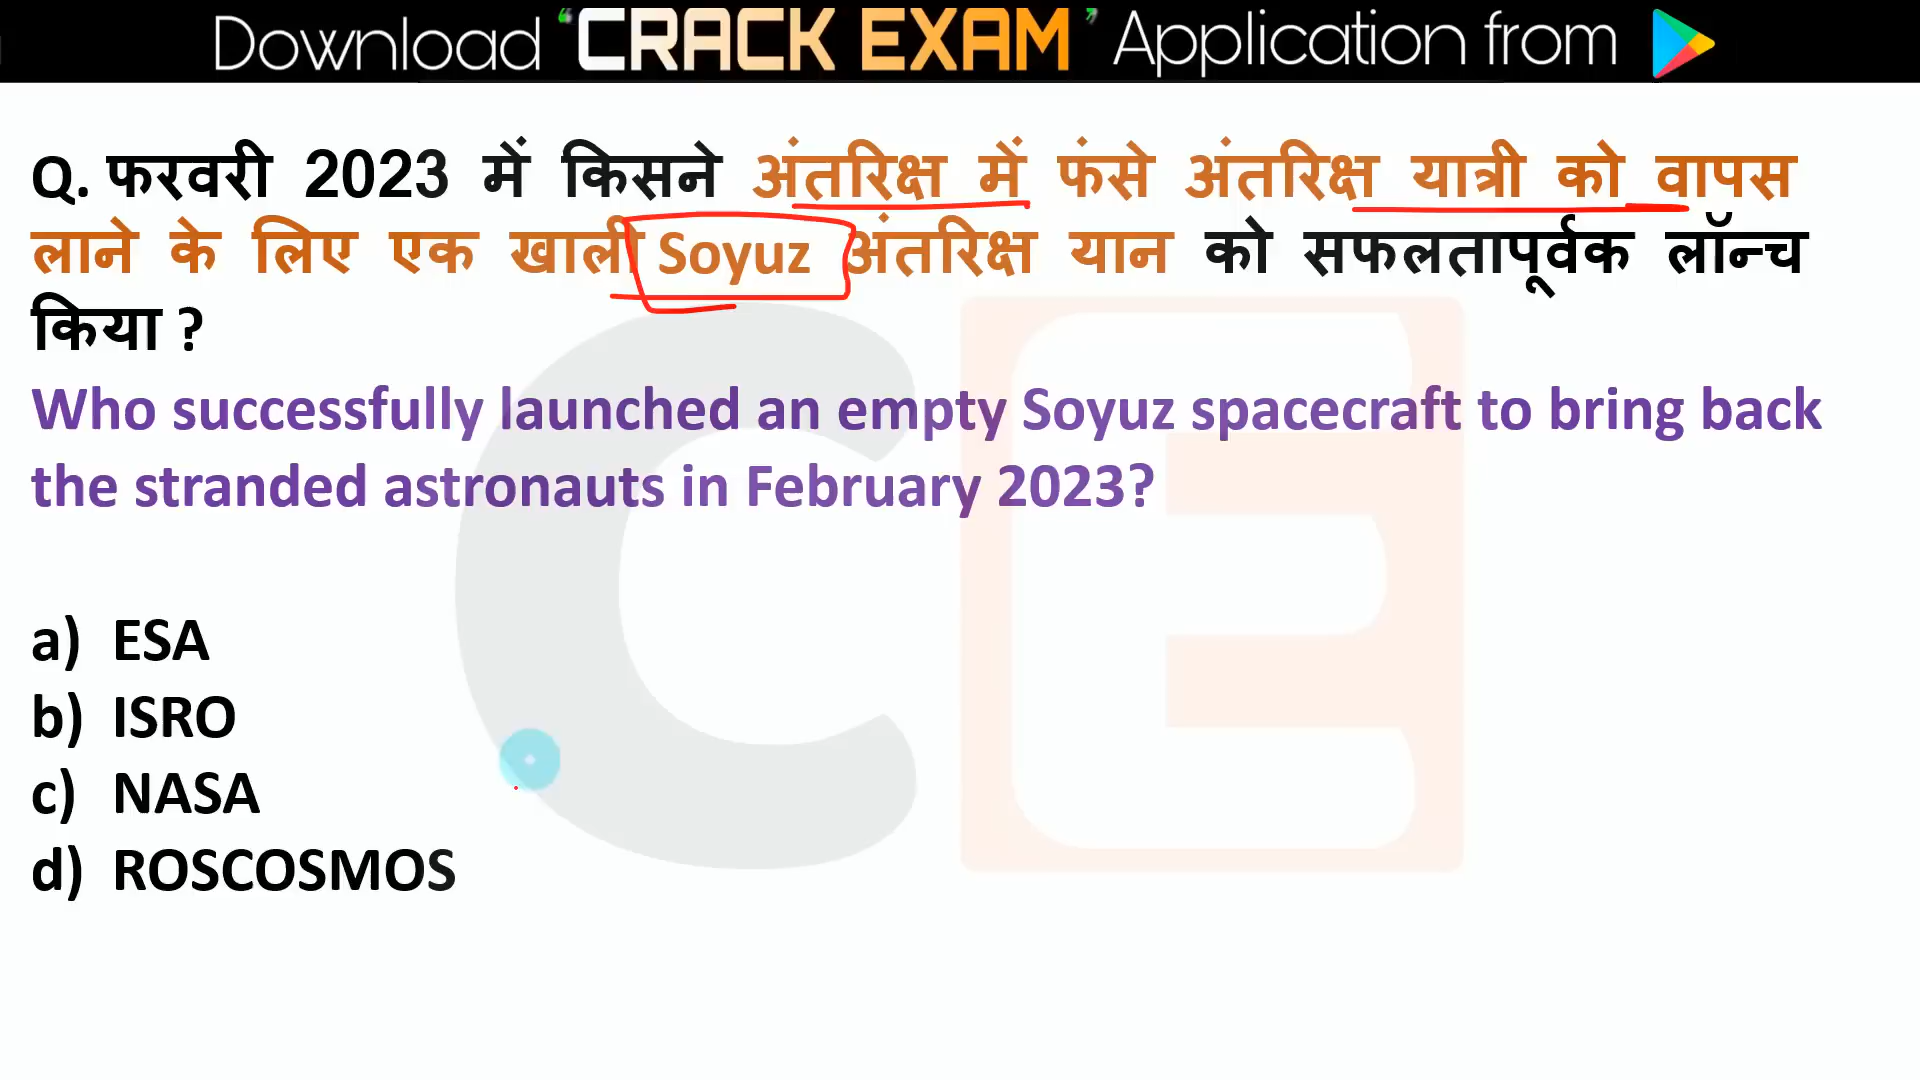 Download ‘CRACK EXAM’ Application from
Q. फरवरी 2023 में किसने अंतरिक्ष में फंसे अंतरिक्ष यात्री को वापस
लाने के लिए एक खाली Soyuz अंतरिक्ष यान को सफलतापूर्वक लॉन्च
किया ?
Who successfully launched an empty Soyuz spacecraft to bring back
the stranded astronauts in February 2023?
a) ESA
b) ISRO
c) NASA
d) ROSCOSMOS
CE